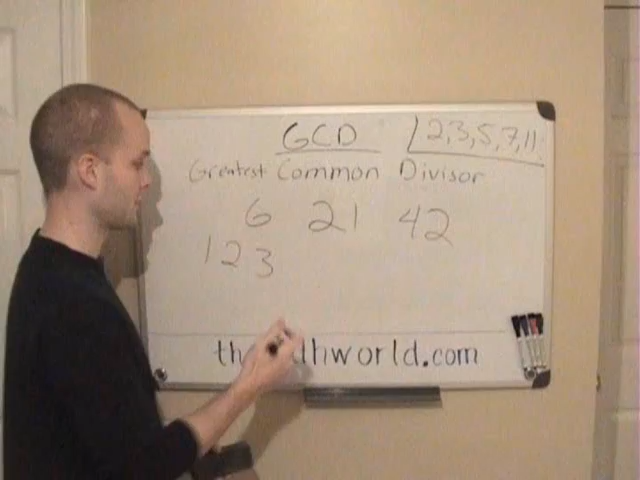 GCD
2,3,5,7,11
Greatest Common Divisor
6 21 42
1 2 3